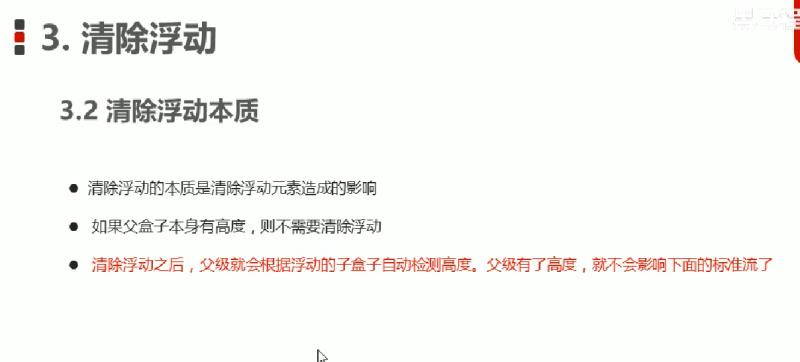 3. 清除浮动
3.2 清除浮动本质
● 清除浮动的本质是清除浮动元素造成的影响
● 如果父盒子本身有高度，则不需要清除浮动
● 清除浮动之后，父级就会根据浮动的子盒子自动检测高度。父级有了高度，就不会影响下面的标准流了